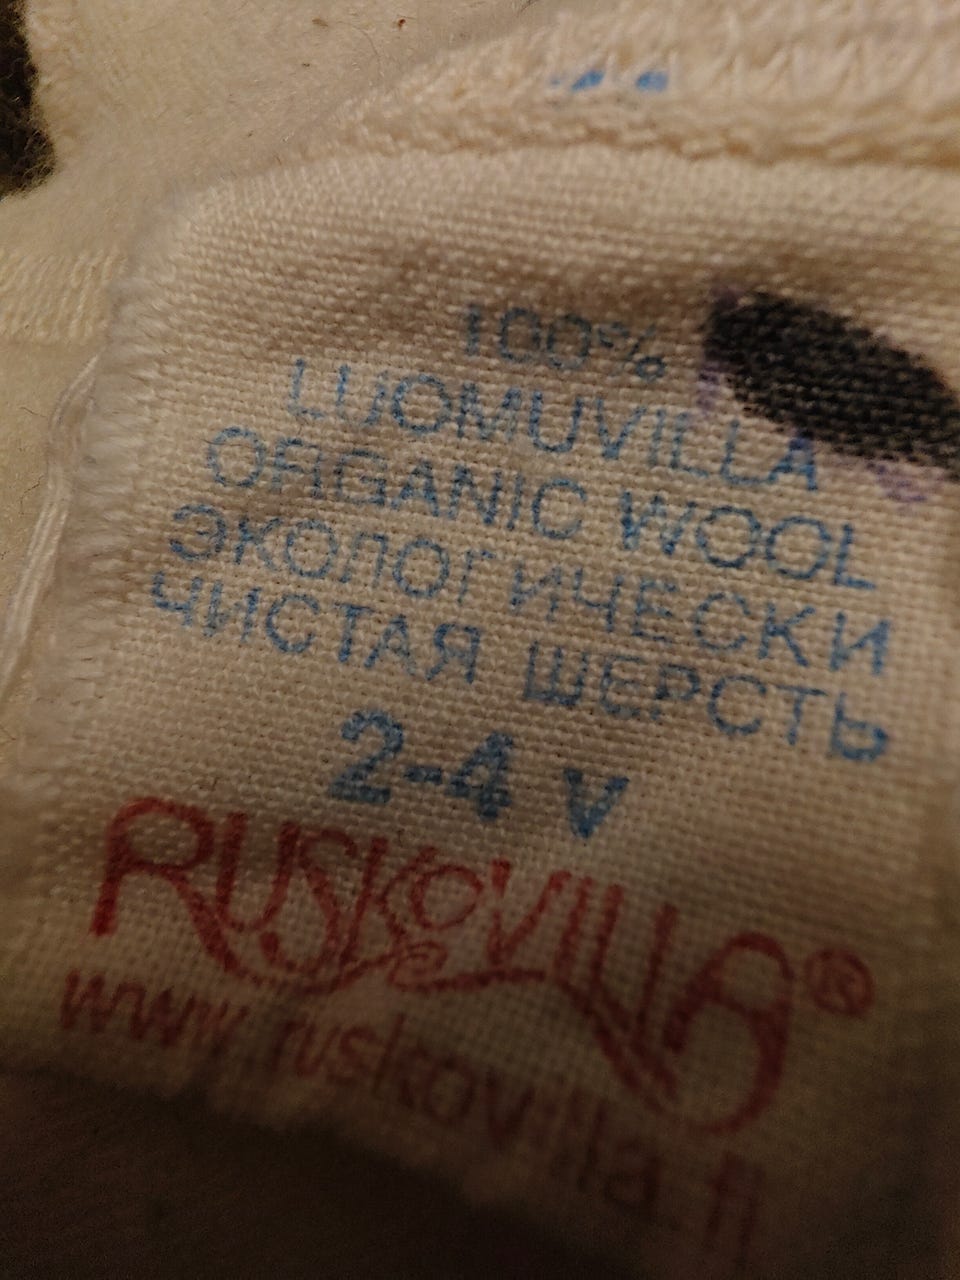 100%
LUOMUVILLA
ORGANIC WOOL
ЭКОЛОГИЧЕСКИ
ЧИСТАЯ ШЕРСТЬ
2-4 V
RUSKOVILLA®
www.ruskovilla.fi